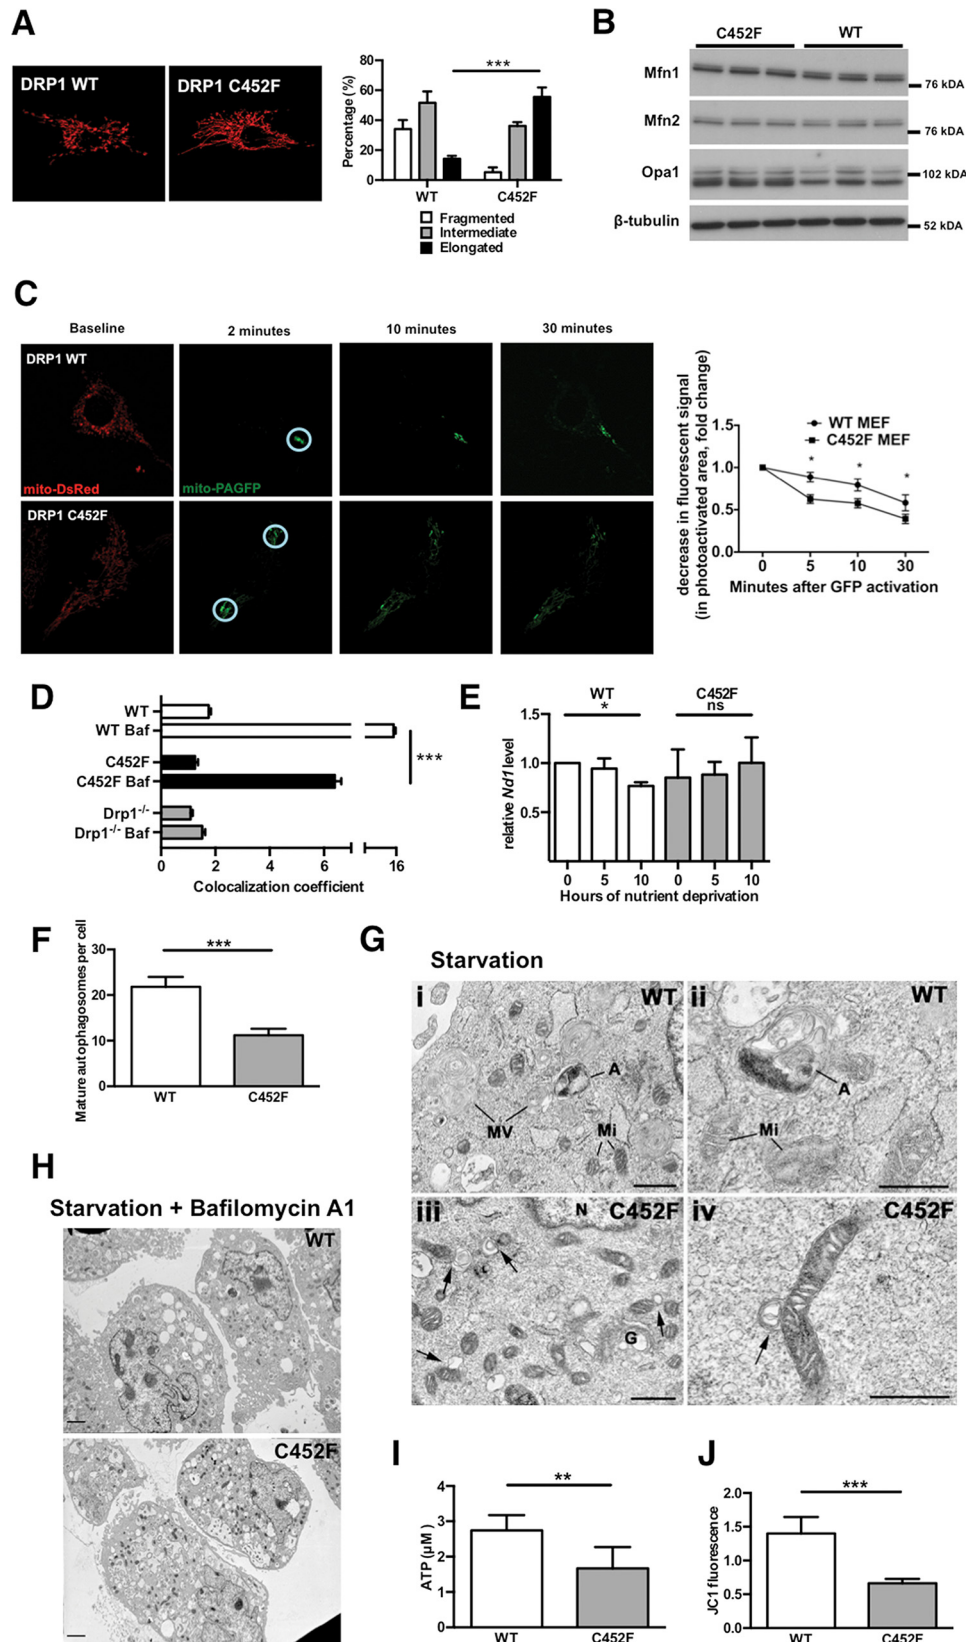 A
DRP1 WT
DRP1 C452F
Percentage (%)
80
60
40
20
0
***
WT
C452F
Fragmented
Intermediate
Elongated
B
C452F
WT
Mfn1
76 kDA
Mfn2
76 kDA
Opa1
102 kDA
β-tubulin
52 kDA
C
Baseline
2 minutes
10 minutes
30 minutes
DRP1 WT
mito-DsRed
mito-PAGFP
DRP1 C452F
decrease in fluorescent signal
(in photoactivated area, fold change)
1.5
1.0
0.5
0.0
WT MEF
C452F MEF
*
*
*
0
5
10
30
Minutes after GFP activation
D
WT
WT Baf
C452F
C452F Baf
Drp1-/-
Drp1-/- Baf
***
0
2
4
6
16
Colocalization coefficient
E
relative Nd1 level
1.5
1.0
0.5
WT
*
C452F
ns
0
5
10
0
5
10
Hours of nutrient deprivation
F
Mature autophagosomes per cell
30
20
10
0
***
WT
C452F
G
Starvation
i
WT
A
MV
Mi
ii
WT
A
Mi
iii
N
C452F
G
iv
C452F
H
Starvation + Bafilomycin A1
WT
C452F
I
ATP (µM)
4
3
2
1
0
**
WT
C452F
J
JC1 fluorescence
2.0
1.5
1.0
0.5
0.0
***
WT
C452F